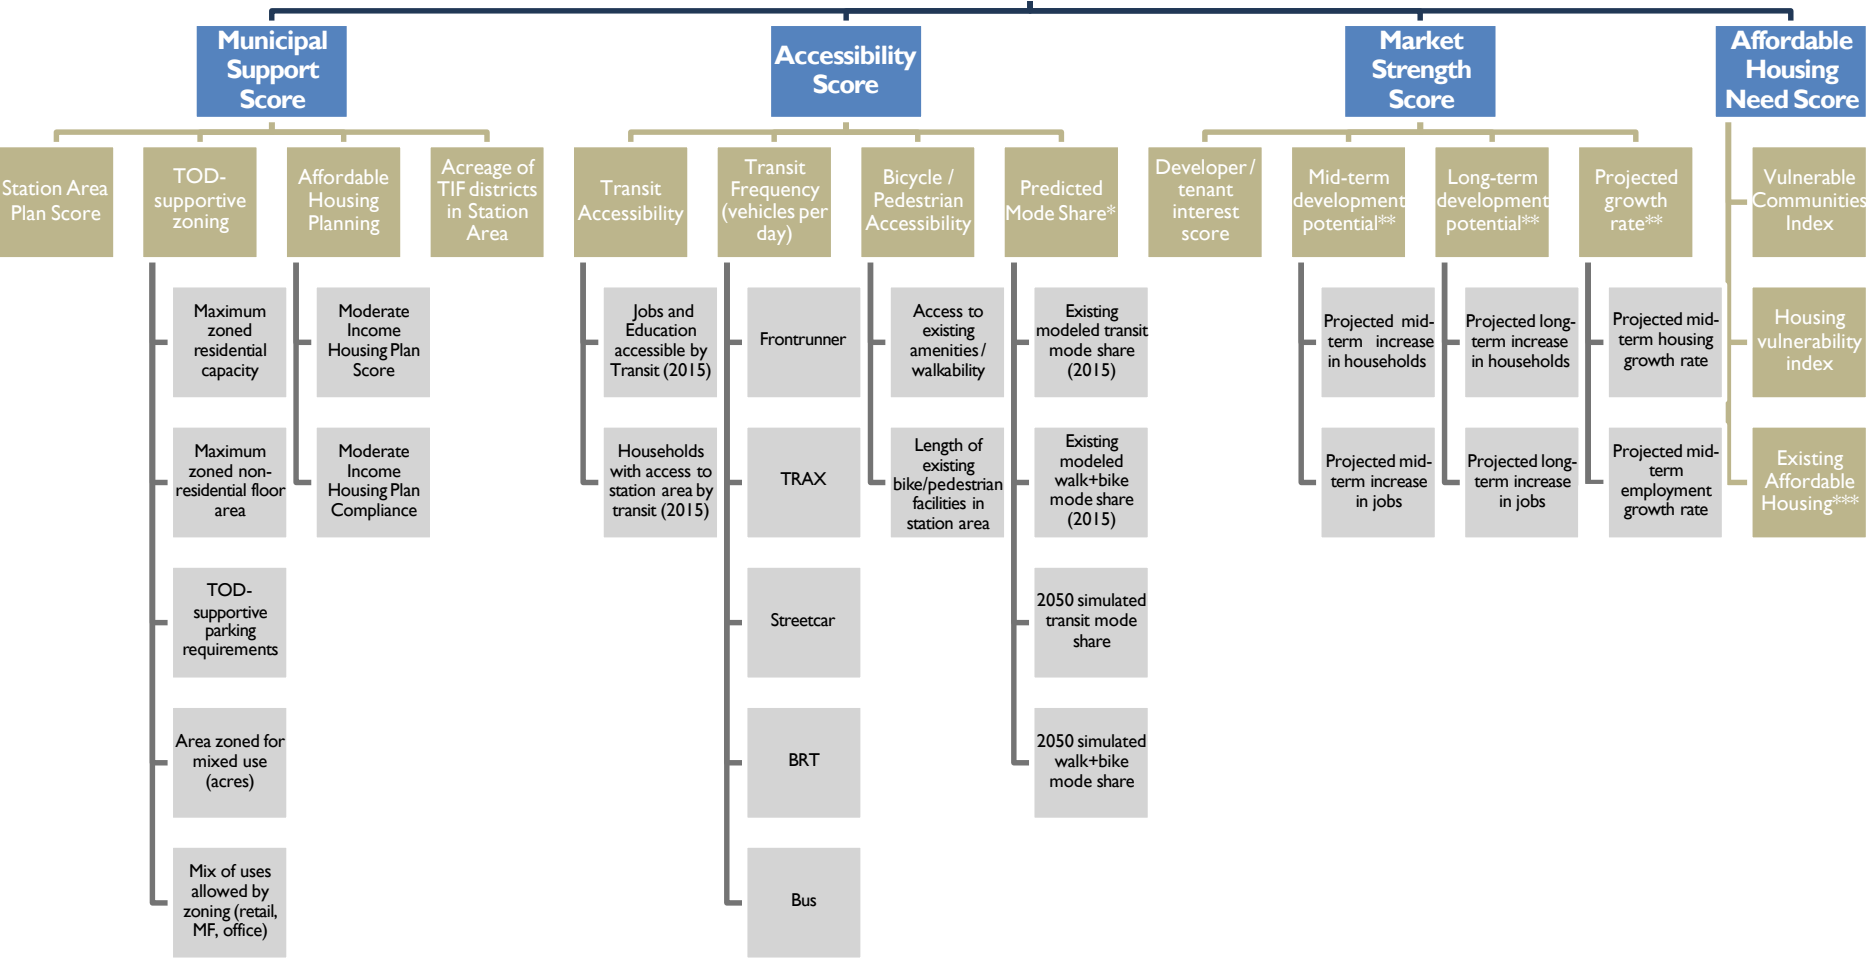 Municipal
Support
Score
Accessibility
Score
Market
Strength
Score
Affordable
Housing
Need Score
Station Area
Plan Score
TOD-
supportive
zoning
Affordable
Housing
Planning
Acreage of
TIF districts
in Station
Area
Transit
Accessibility
Transit
Frequency
(vehicles per
day)
Bicycle /
Pedestrian
Accessibility
Predicted
Mode Share*
Developer /
tenant
interest
score
Mid-term
development
potential**
Long-term
development
potential**
Projected
growth
rate**
Vulnerable
Communities
Index
Maximum
zoned
residential
capacity
Moderate
Income
Housing Plan
Score
Jobs and
Education
accessible by
Transit (2015)
Frontrunner
Access to
existing
amenities /
walkability
Existing
modeled transit
mode share
(2015)
Projected mid-
term increase
in households
Projected long-
term increase
in households
Projected mid-
term housing
growth rate
Housing
vulnerability
index
Maximum
zoned non-
residential floor
area
Moderate
Income
Housing Plan
Compliance
Households
with access to
station area by
transit (2015)
TRAX
Length of
existing
bike/pedestrian
facilities in
station area
Existing
modeled
walk+bike
mode share
(2015)
Projected mid-
term increase
in jobs
Projected long-
term increase
in jobs
Projected mid-
term
employment
growth rate
Existing
Affordable
Housing***
TOD-
supportive
parking
requirements
Streetcar
2050 simulated
transit mode
share
Area zoned for
mixed use
(acres)
BRT
2050 simulated
walk+bike
mode share
Mix of uses
allowed by
zoning (retail,
MF, office)
Bus